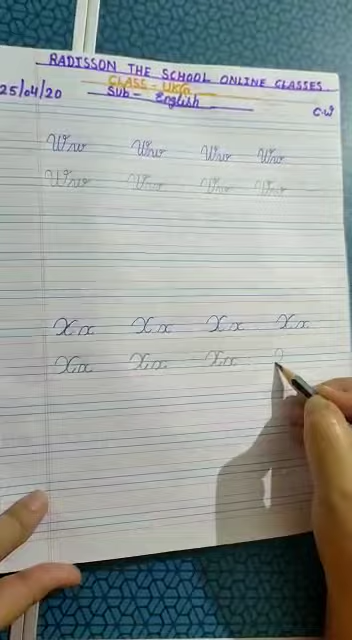 RADISSON THE SCHOOL ONLINE CLASSES
CLASS - UKG
25/04/20 Sub - English
C.W
Ww Ww Ww Ww
Ww Ww Ww Ww
Xx Xx Xx Xx
Xx Xx Xx